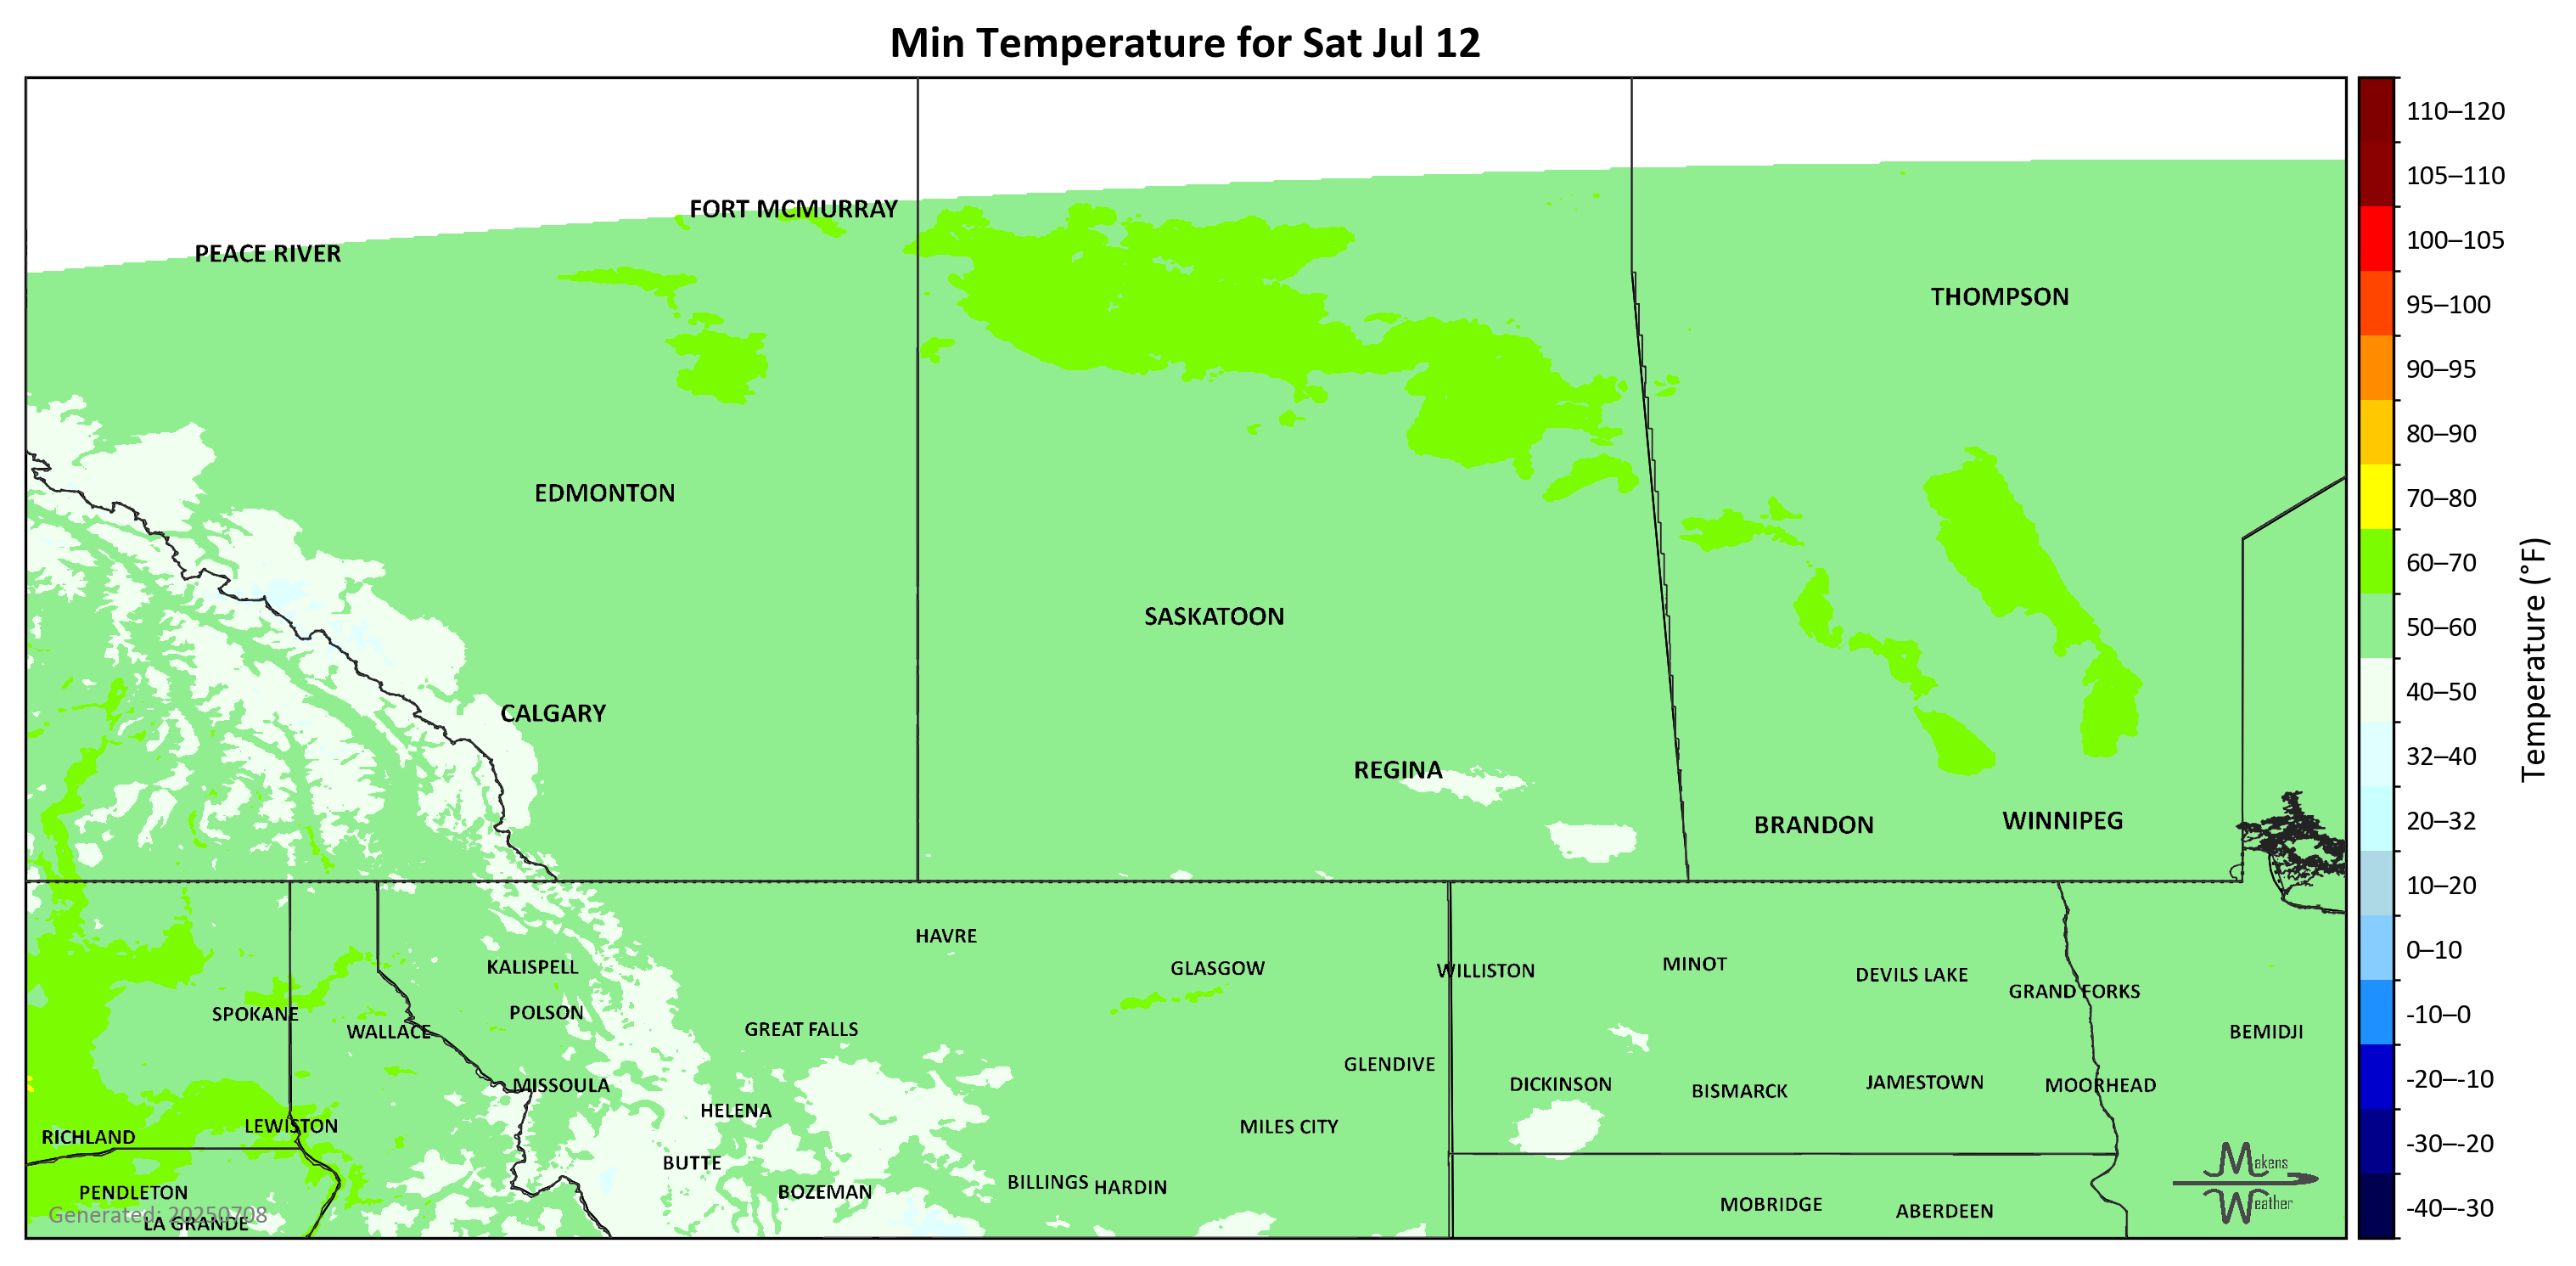 Min Temperature for Sat Jul 12
FORT MCMURRAY
PEACE RIVER
THOMPSON
EDMONTON
SASKATOON
CALGARY
REGINA
BRANDON
WINNIPEG
HAVRE
KALISPELL
GLASGOW
WILLISTON
MINOT
DEVILS LAKE
GRAND FORKS
SPOKANE
POLSON
WALLACE
GREAT FALLS
BEMIDJI
GLENDIVE
MISSOULA
DICKINSON
BISMARCK
JAMESTOWN
MOORHEAD
HELENA
LEWISTON
MILES CITY
RICHLAND
BUTTE
BILLINGS
HARDIN
PENDLETON
BOZEMAN
MOBRIDGE
ABERDEEN
Generated: 20250708
LA GRANDE
Makens
Weather
110–120
105–110
100–105
95–100
90–95
80–90
70–80
60–70
50–60
40–50
32–40
20–32
10–20
0–10
-10–0
-20–-10
-30–-20
-40–-30
Temperature (°F)